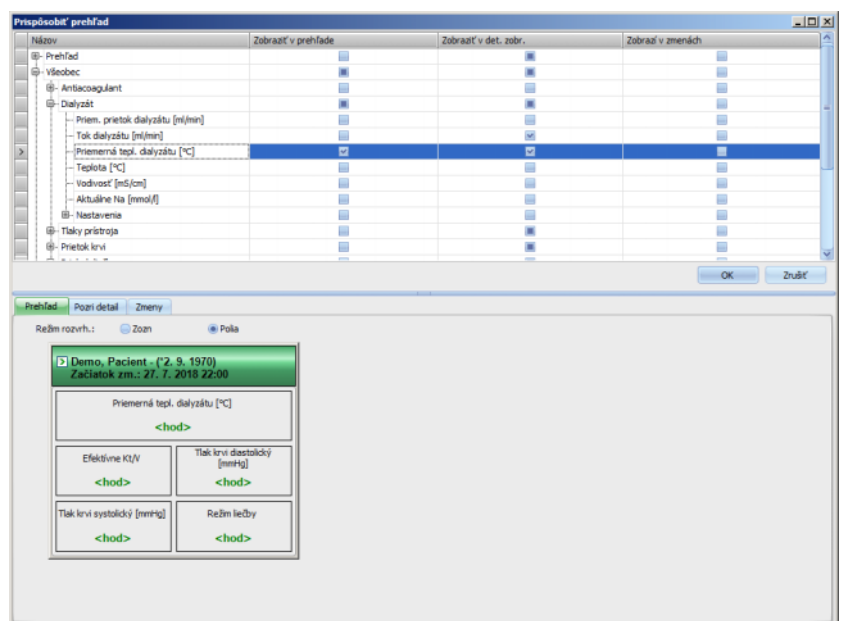 Prispôsobiť prehľad
Názov Zobraziť v prehľade Zobraziť v det. zobr. Zobrazí v zmenách
Prehľad
Všeobec
Antiacoagulant
Dialyzát
Priem. prietok dialyzátu [ml/min]
Tok dialyzátu [ml/min]
Priemerná tepl. dialyzátu [°C]
Teplota [°C]
Vodivosť [mS/cm]
Aktuálne Na [mmol/l]
Nastavenia
Tlaky prístroja
Prietok krvi
OK Zrušiť
Prehľad Pozri detail Zmeny
Režim rozvrh.: Zozn Polia
Demo, Pacient - (*2. 9. 1970)
Začiatok zm.: 27. 7. 2018 22:00
Priemerná tepl. dialyzátu [°C]
<hod>
Efektívne Kt/V
<hod>
Tlak krvi diastolický
[mmHg]
<hod>
Tlak krvi systolický [mmHg]
<hod>
Režim liečby
<hod>